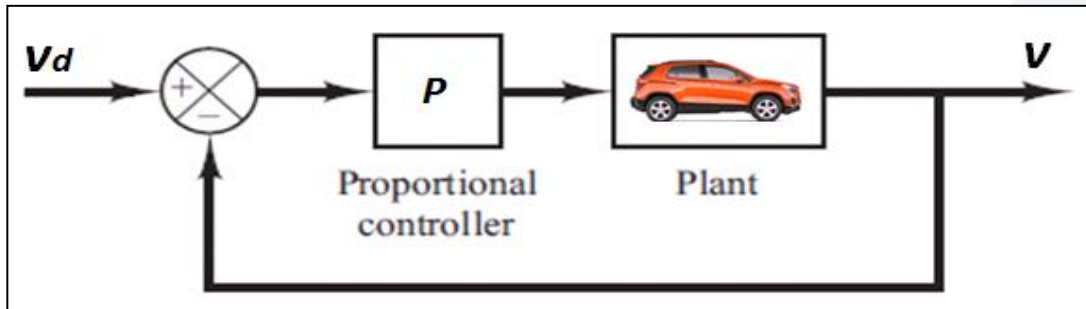 Vd
+
−
P
V
Proportional
controller
Plant